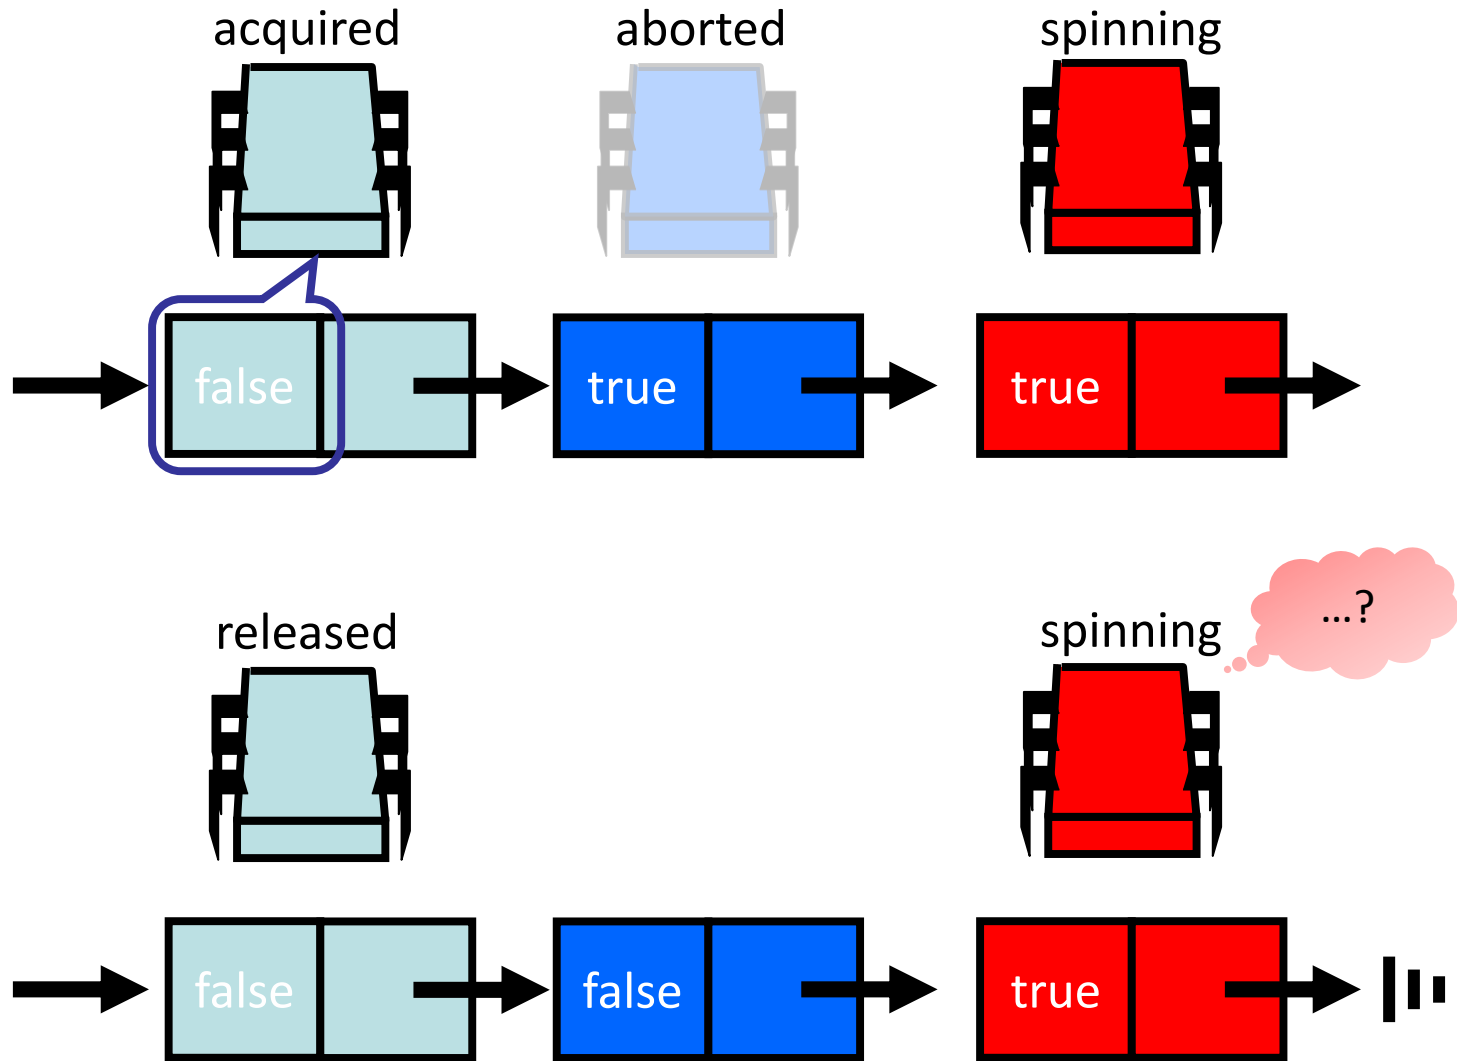 acquired
aborted
spinning
false
true
true
released
spinning
...?
false
false
true